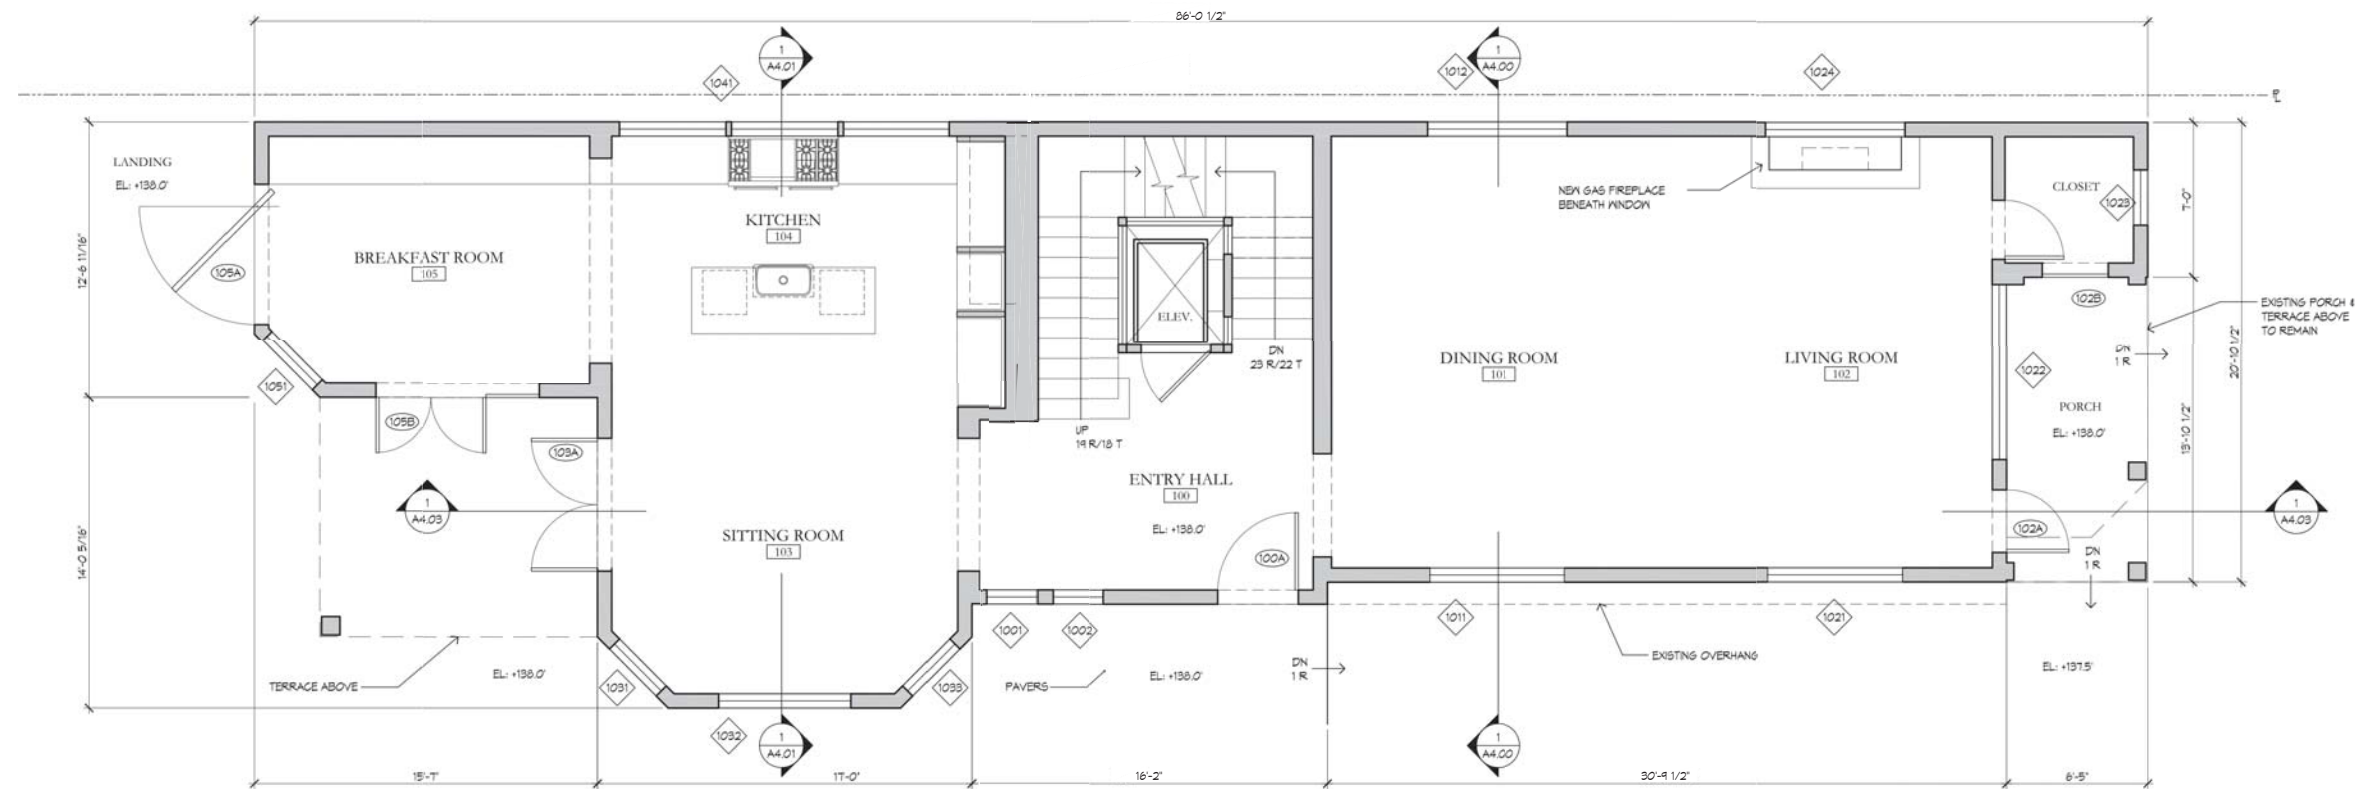 86'-0 1/2"
1
A4.01
1
A4.00
1041
1012
1024
LANDING
EL: +138.0'
CLOSET
1023
7'-0"
NEW GAS FIREPLACE
BENEATH WINDOW
KITCHEN
104
BREAKFAST ROOM
105
105A
12'-6 11/16"
ELEV.
DN
23 R/22 T
EXISTING PORCH &
TERRACE ABOVE
TO REMAIN
DN
1 R
DINING ROOM
101
LIVING ROOM
102
102B
1022
20'-10 1/2"
1051
105B
PORCH
EL: +138.0'
13'-10 1/2"
UP
19 R/18 T
103A
1
A4.03
ENTRY HALL
100
EL: +138.0'
1
A4.03
SITTING ROOM
103
14'-0 5/16"
100A
102A
DN
1 R
1001
1002
1011
1021
EXISTING OVERHANG
TERRACE ABOVE
EL: +138.0'
1031
1033
PAVERS
EL: +138.0'
DN
1 R
EL: +137.5'
1032
1
A4.01
1
A4.00
15'-7"
17'-0"
16'-2"
30'-9 1/2"
6'-5"